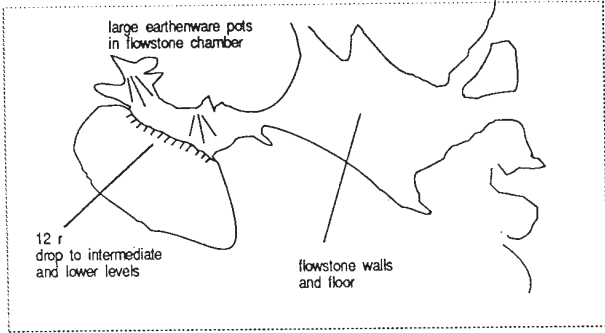 large earthenware pots
in flowstone chamber
12 r
drop to intermediate
and lower levels
flowstone walls
and floor